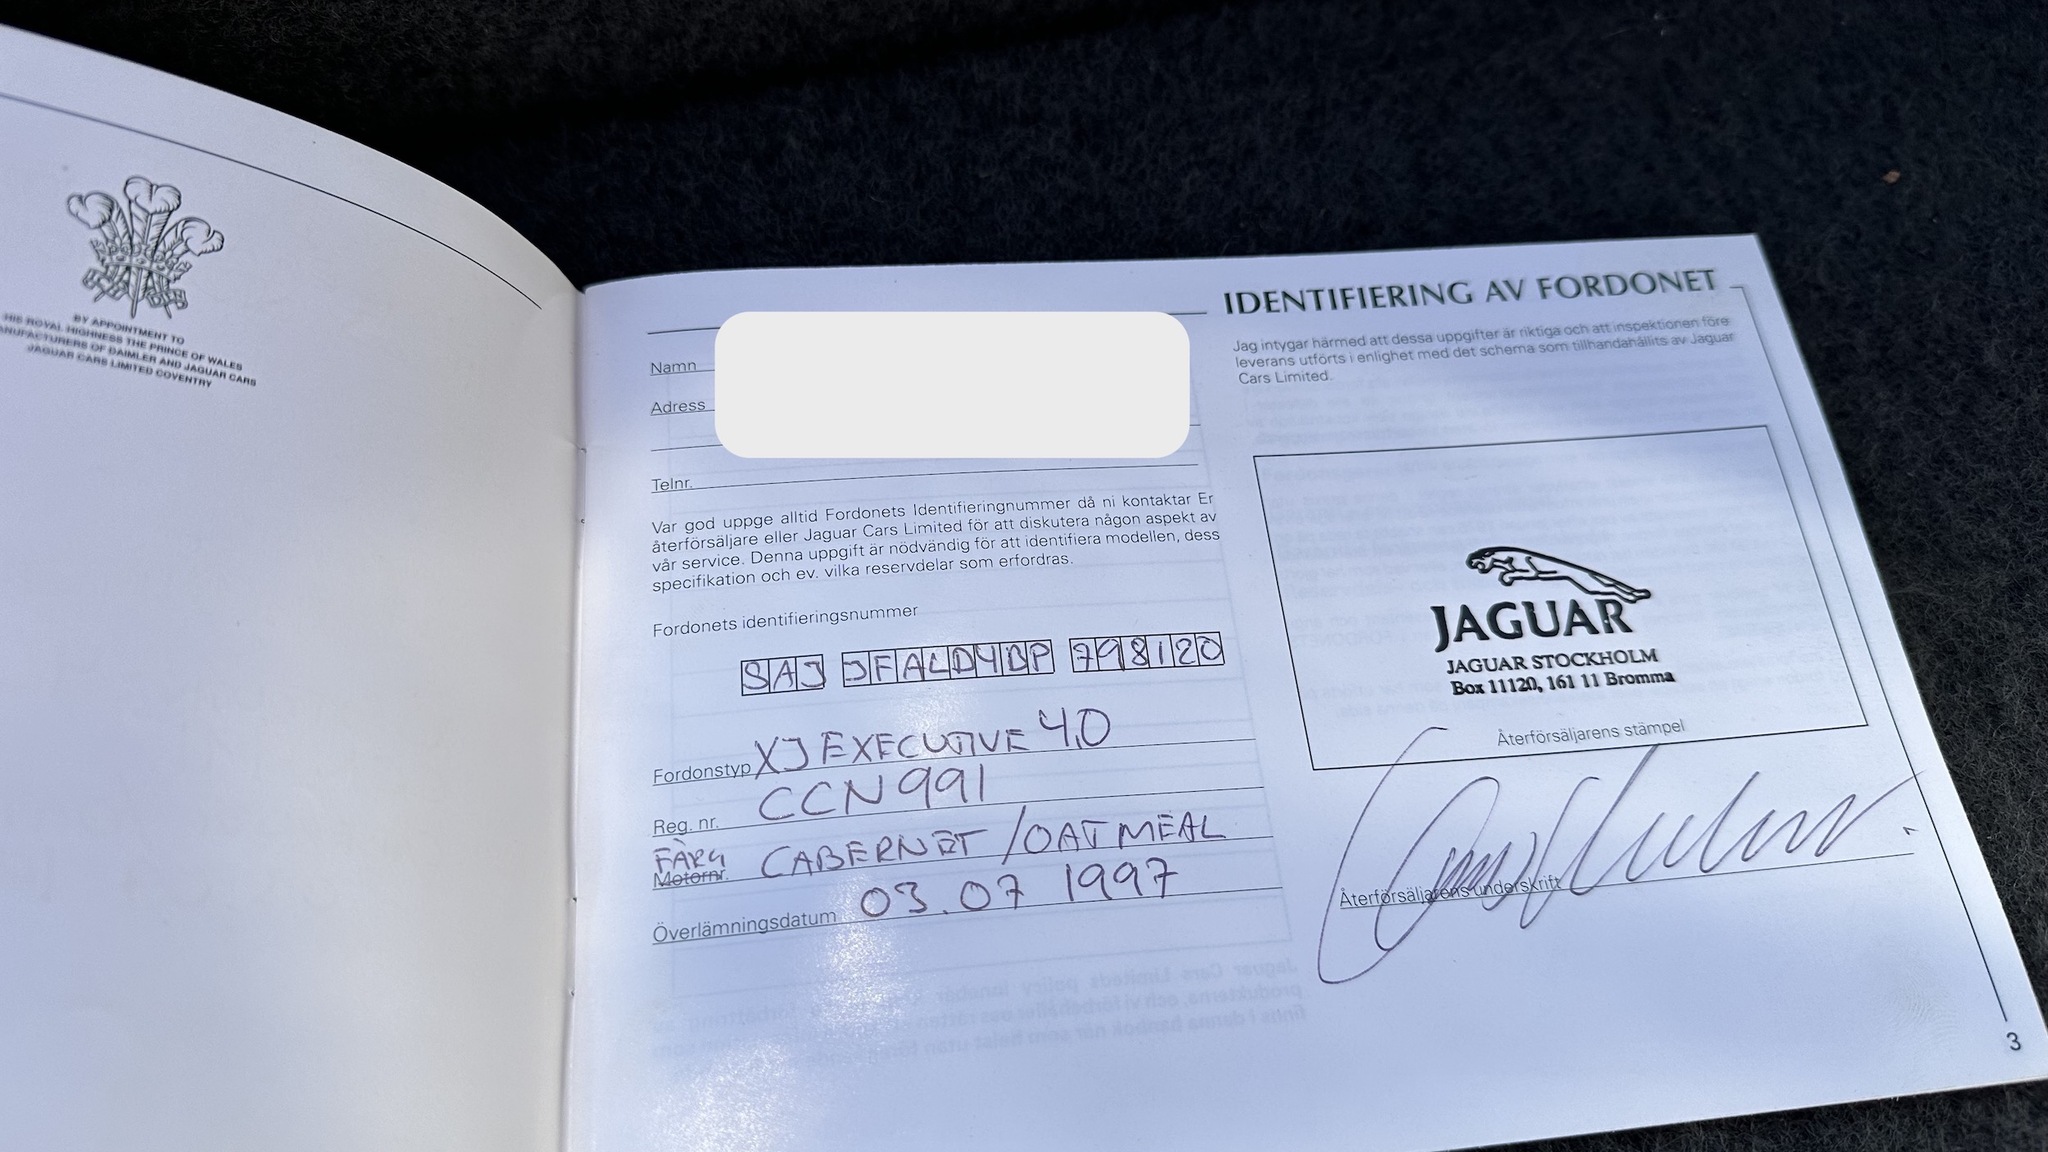 BY APPOINTMENT TO
HIS ROYAL HIGHNESS THE PRINCE OF WALES
MANUFACTURERS OF DAIMLER AND JAGUAR CARS
JAGUAR CARS LIMITED COVENTRY
IDENTIFIERING AV FORDONET
Namn
Adress
Telnr.
Var god uppge alltid Fordonets Identifieringnummer då ni kontaktar Er
återförsäljare eller Jaguar Cars Limited för att diskutera någon aspekt av
vår service. Denna uppgift är nödvändig för att identifiera modellen, dess
specifikation och ev. vilka reservdelar som erfordras.
Fordonets identifieringsnummer
SAJ JFALD4BP 798120
Fordonstyp XJ EXECUTIVE 4,0
Reg. nr. CCN991
FÄRG
Motornr. CABERNET / OATMEAL
Överlämningsdatum 03.07 1997
Jag intygar härmed att dessa uppgifter är riktiga och att inspektionen före
leverans utförts i enlighet med det schema som tillhandahållits av Jaguar
Cars Limited.
JAGUAR
JAGUAR STOCKHOLM
Box 11120, 161 11 Bromma
Återförsäljarens stämpel
Återförsäljarens underskrift
3